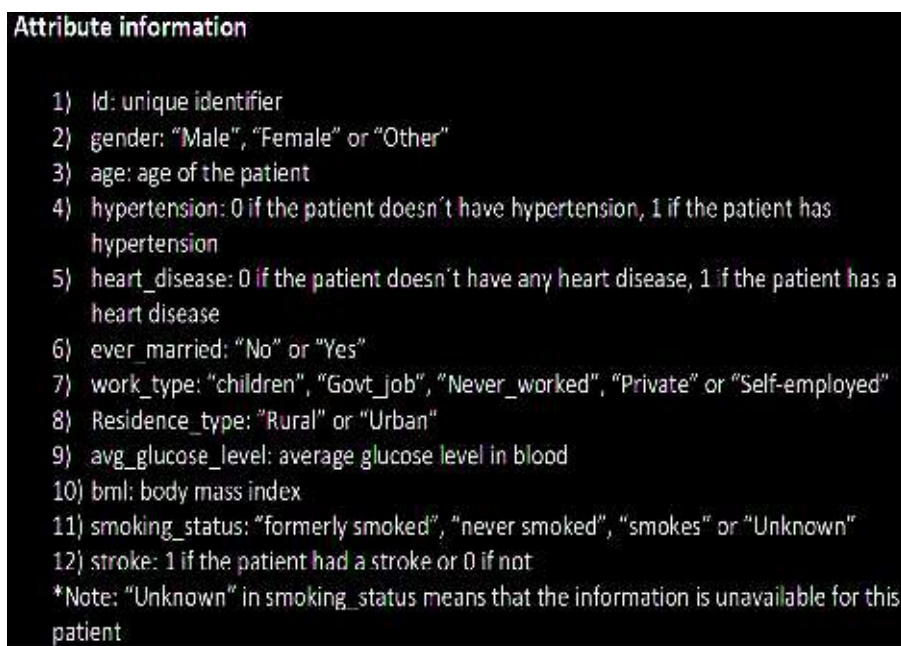 Attribute information
1) Id: unique identifier
2) gender: “Male”, “Female” or “Other”
3) age: age of the patient
4) hypertension: 0 if the patient doesn´t have hypertension, 1 if the patient has
hypertension
5) heart_disease: 0 if the patient doesn´t have any heart disease, 1 if the patient has a
heart disease
6) ever_married: “No” or “Yes”
7) work_type: “children”, “Govt_job”, “Never_worked”, “Private” or “Self-employed”
8) Residence_type: “Rural” or “Urban”
9) avg_glucose_level: average glucose level in blood
10) bml: body mass index
11) smoking_status: “formerly smoked”, “never smoked”, “smokes” or “Unknown”
12) stroke: 1 if the patient had a stroke or 0 if not
*Note: “Unknown” in smoking_status means that the information is unavailable for this
patient